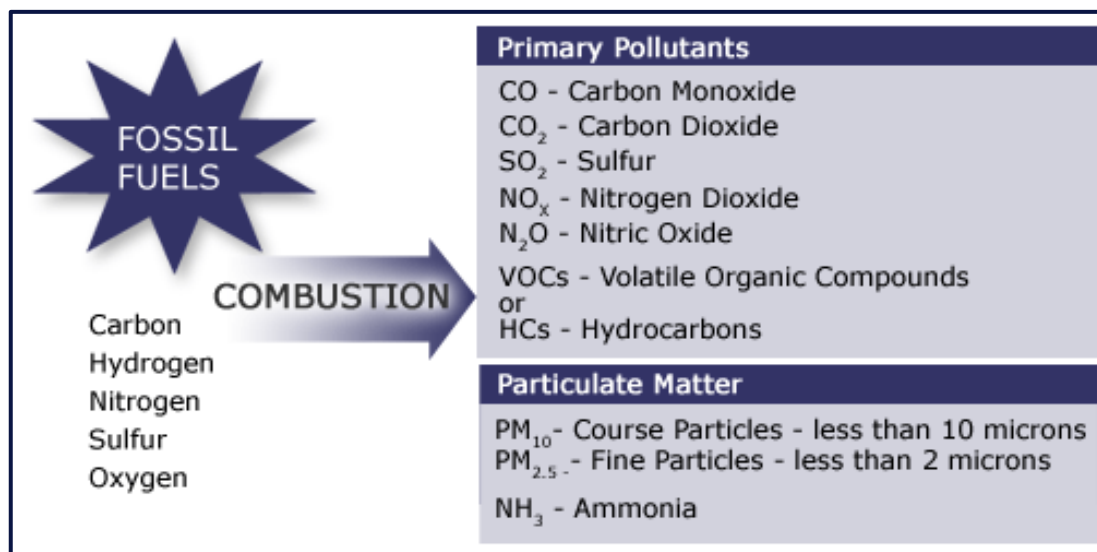 FOSSIL
FUELS
COMBUSTION
Carbon
Hydrogen
Nitrogen
Sulfur
Oxygen
Primary Pollutants
CO - Carbon Monoxide
CO₂ - Carbon Dioxide
SO₂ - Sulfur
NOₓ - Nitrogen Dioxide
N₂O - Nitric Oxide
VOCs - Volatile Organic Compounds
or
HCs - Hydrocarbons
Particulate Matter
PM₁₀- Course Particles - less than 10 microns
PM₂.₅ - Fine Particles - less than 2 microns
NH₃ - Ammonia